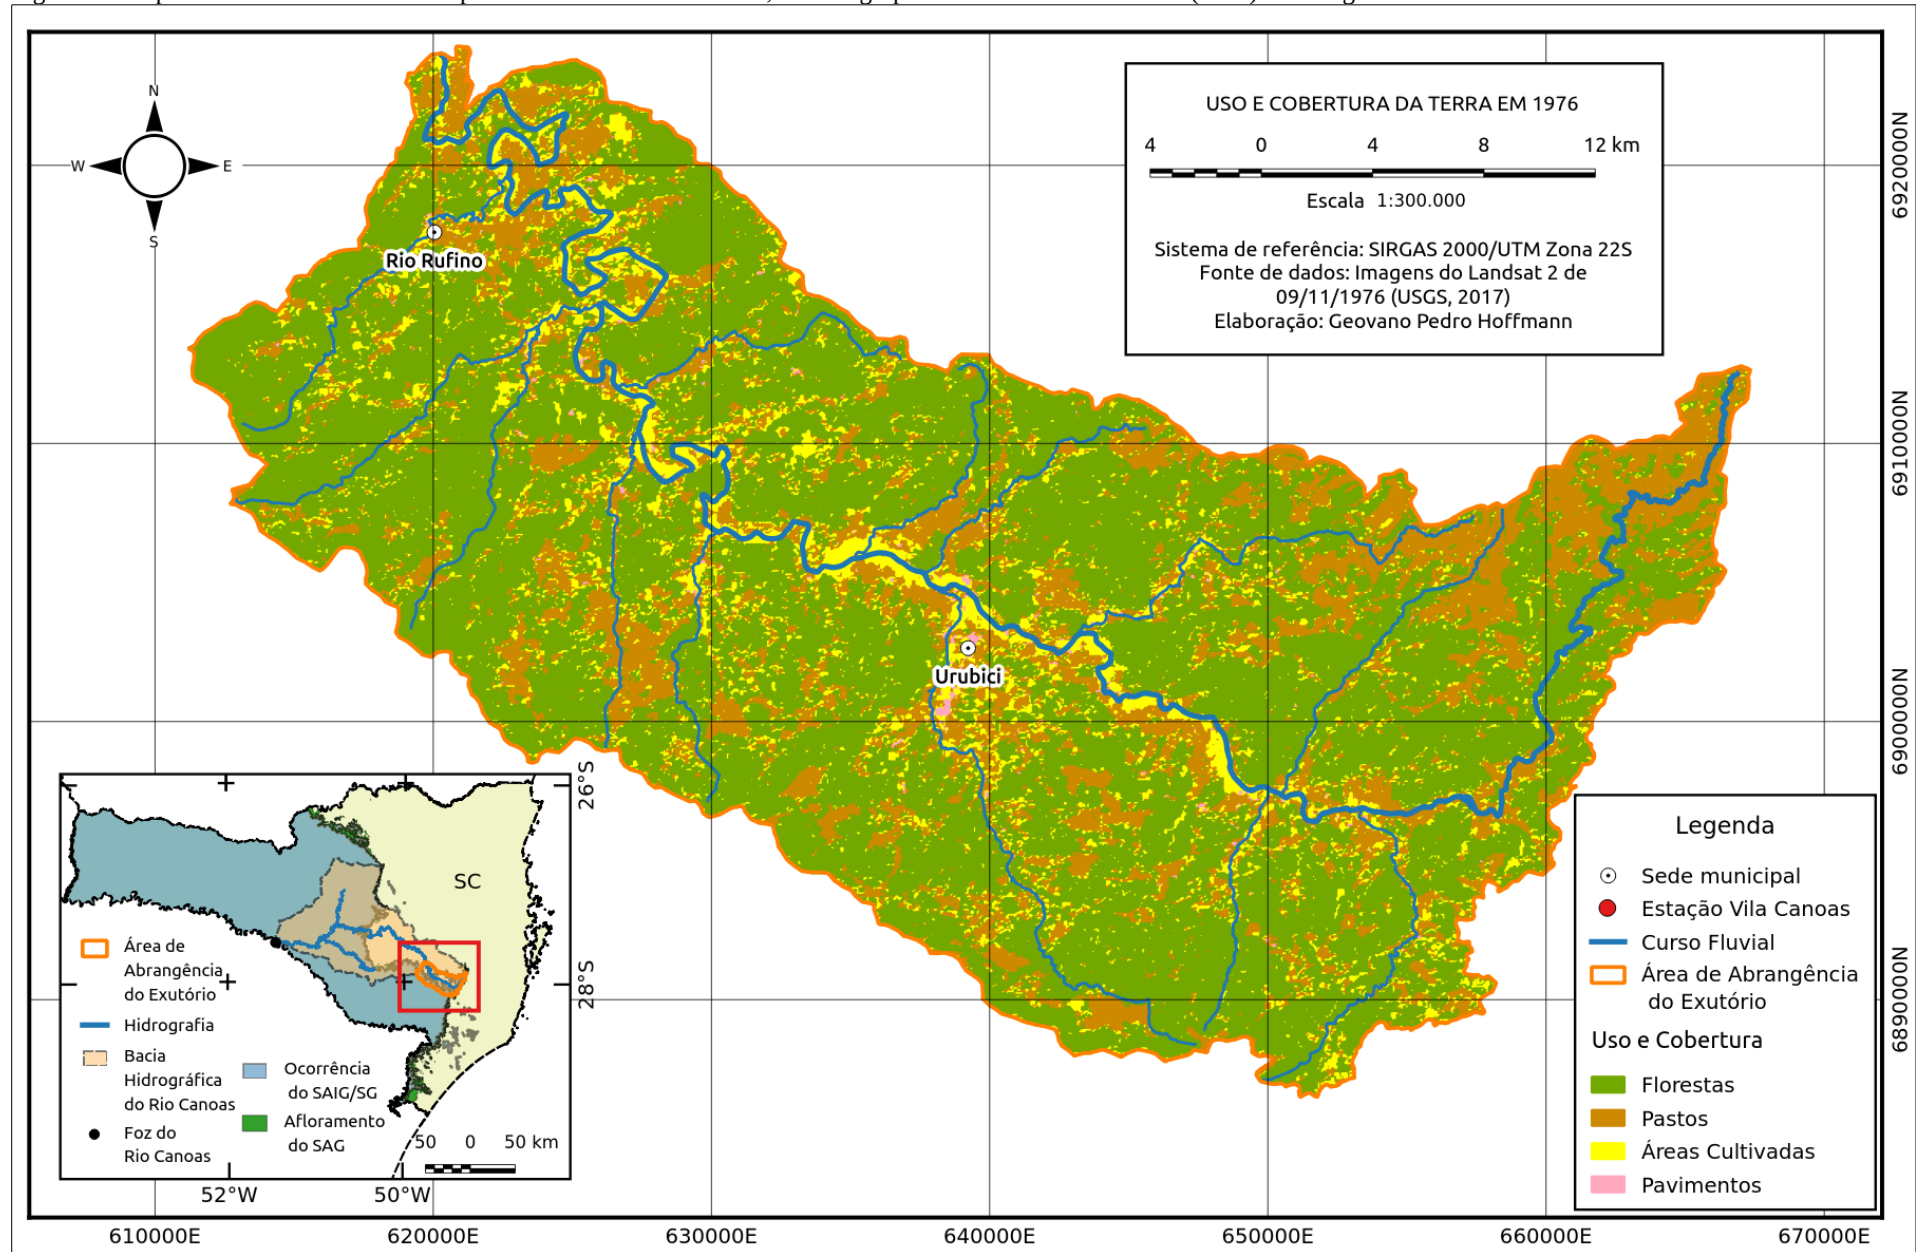 N
W
E
S
USO E COBERTURA DA TERRA EM 1976
4 0 4 8 12 km
Escala 1:300.000
Sistema de referência: SIRGAS 2000/UTM Zona 22S
Fonte de dados: Imagens do Landsat 2 de
09/11/1976 (USGS, 2017)
Elaboração: Geovano Pedro Hoffmann
Rio Rufino
Urubici
6920000N
6910000N
6900000N
6890000N
SC
26°S
28°S
Área de
Abrangência
do Exutório
Hidrografia
Bacia
Hidrográfica
do Rio Canoas
Foz do
Rio Canoas
Ocorrência
do SAIG/SG
Afloramento
do SAG
50 0 50 km
52°W 50°W
Legenda
Sede municipal
Estação Vila Canoas
Curso Fluvial
Área de Abrangência
do Exutório
Uso e Cobertura
Florestas
Pastos
Áreas Cultivadas
Pavimentos
610000E 620000E 630000E 640000E 650000E 660000E 670000E